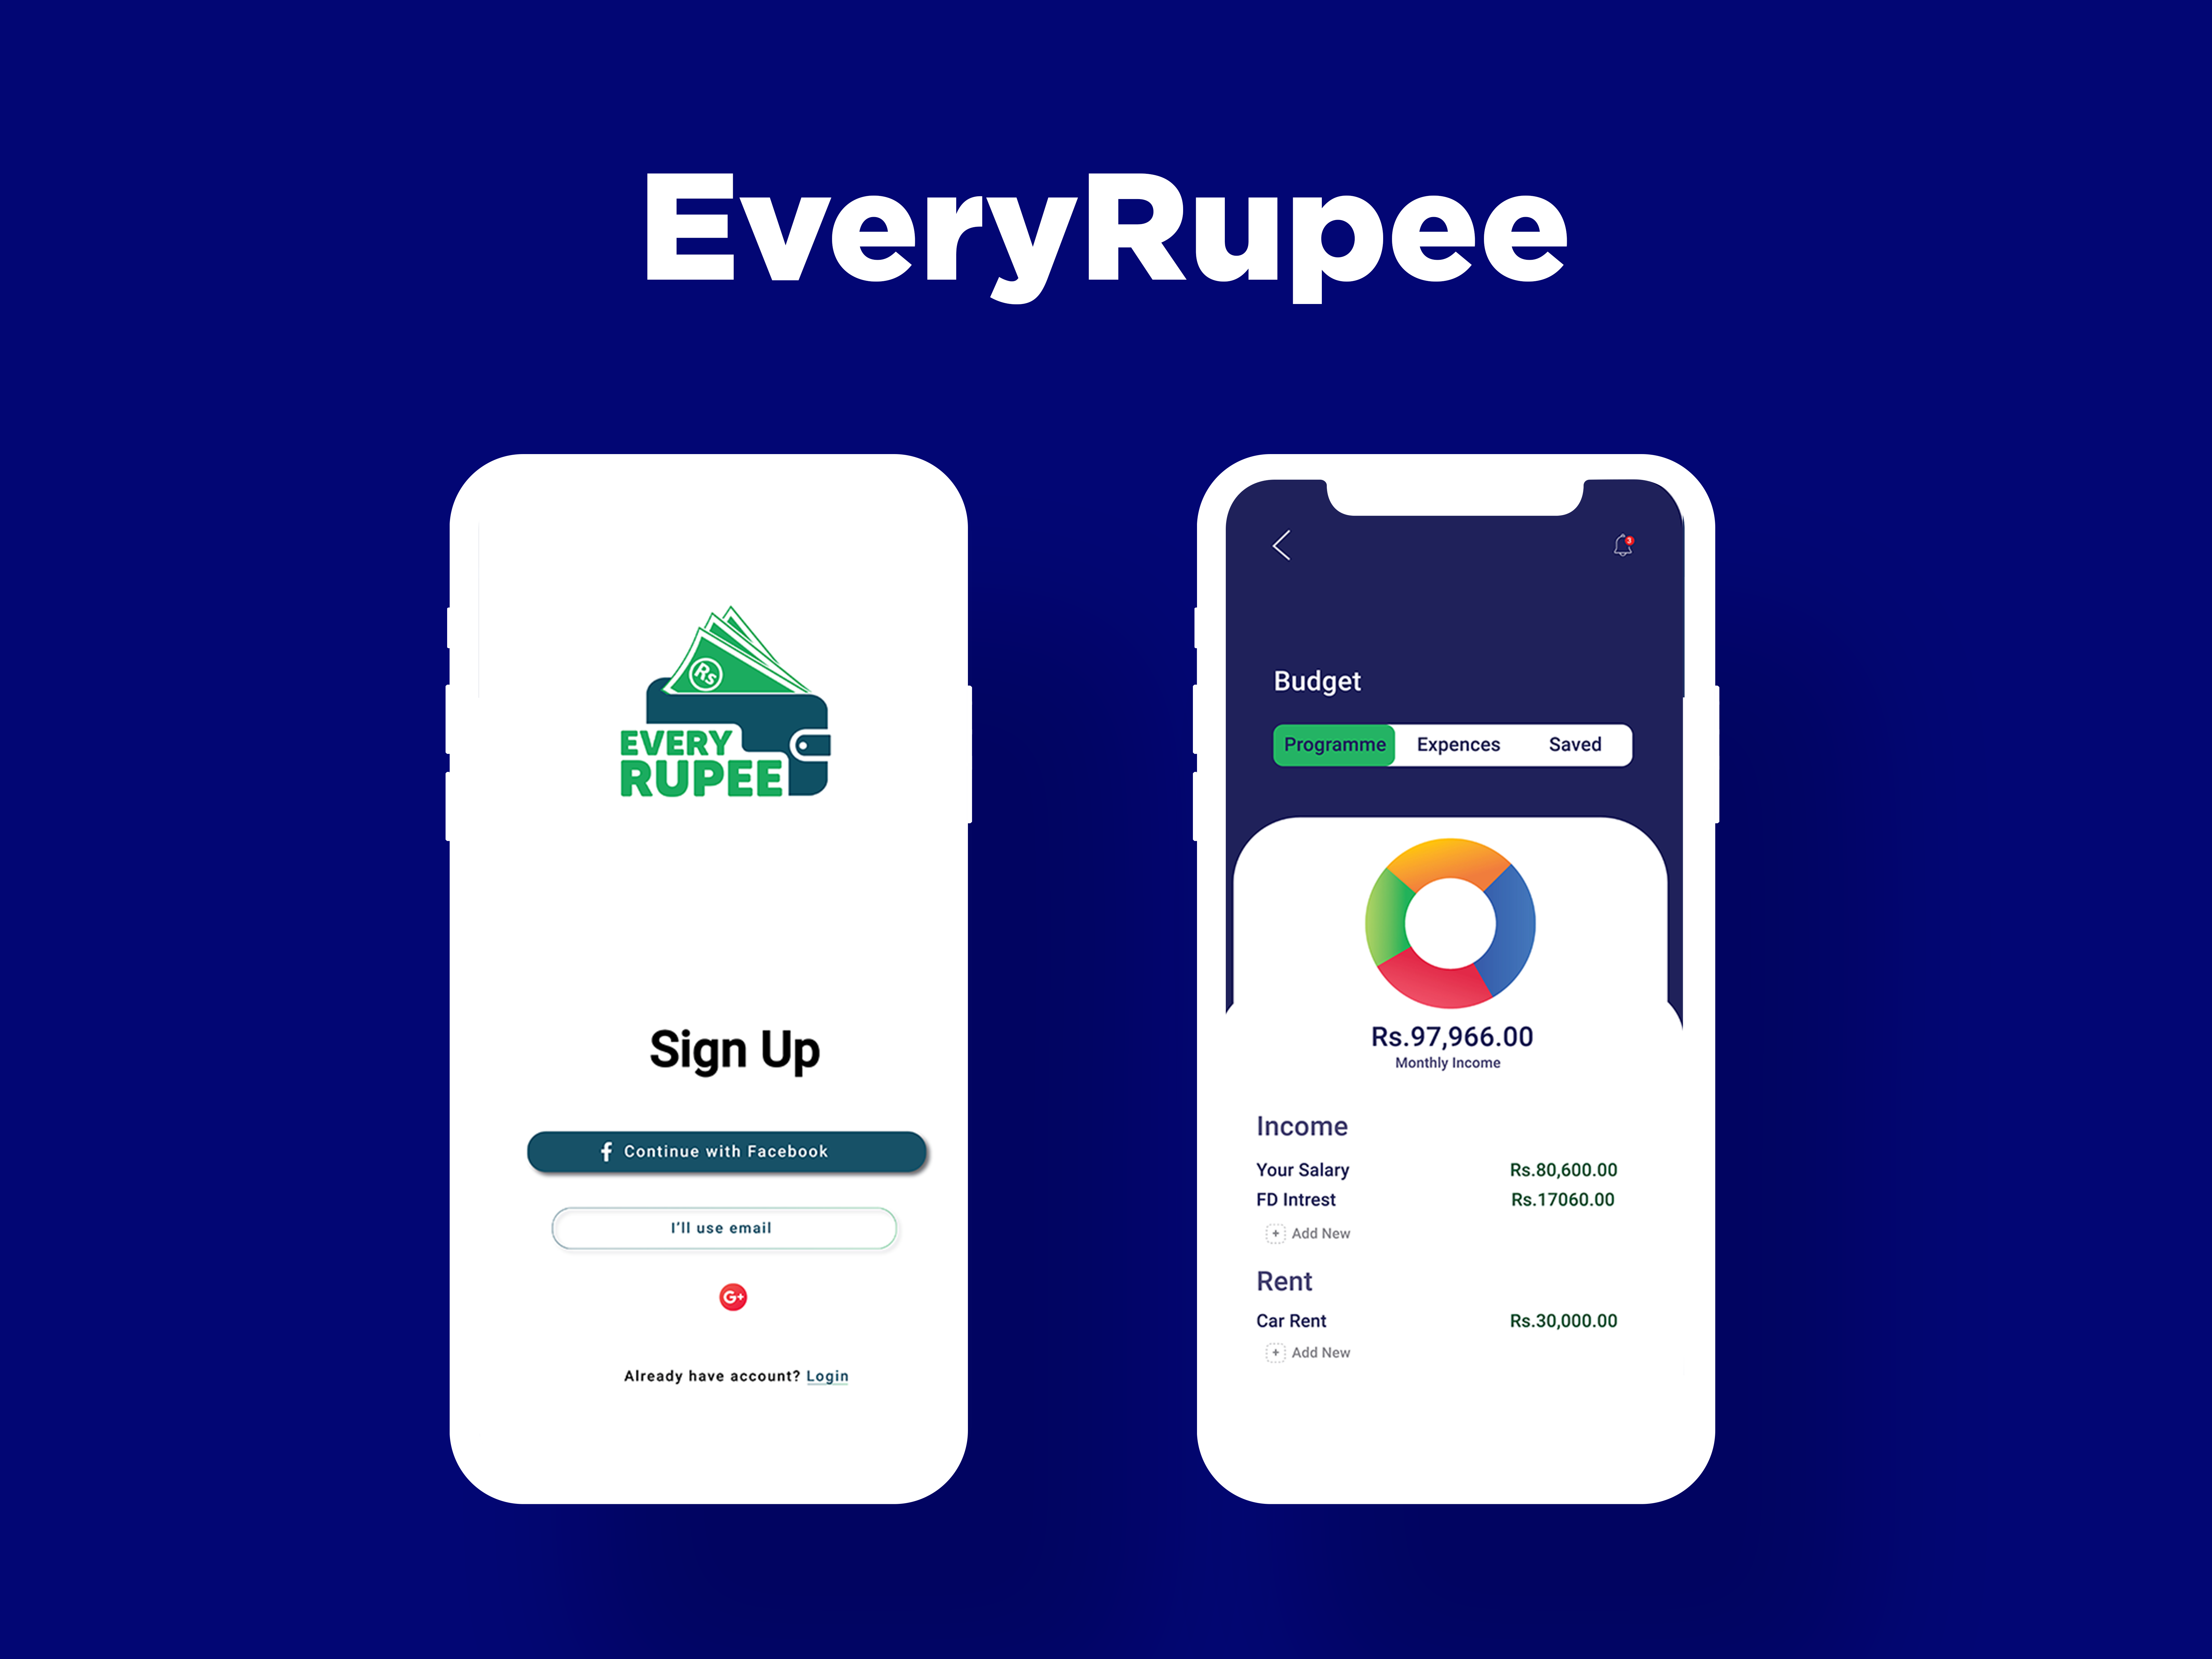 EveryRupee
Rs
EVERY
RUPEE
Sign Up
f Continue with Facebook
I'll use email
G+
Already have account? Login
3
Budget
Programme Expences Saved
Rs.97,966.00
Monthly Income
Income
Your Salary Rs.80,600.00
FD Intrest Rs.17060.00
+ Add New
Rent
Car Rent Rs.30,000.00
+ Add New